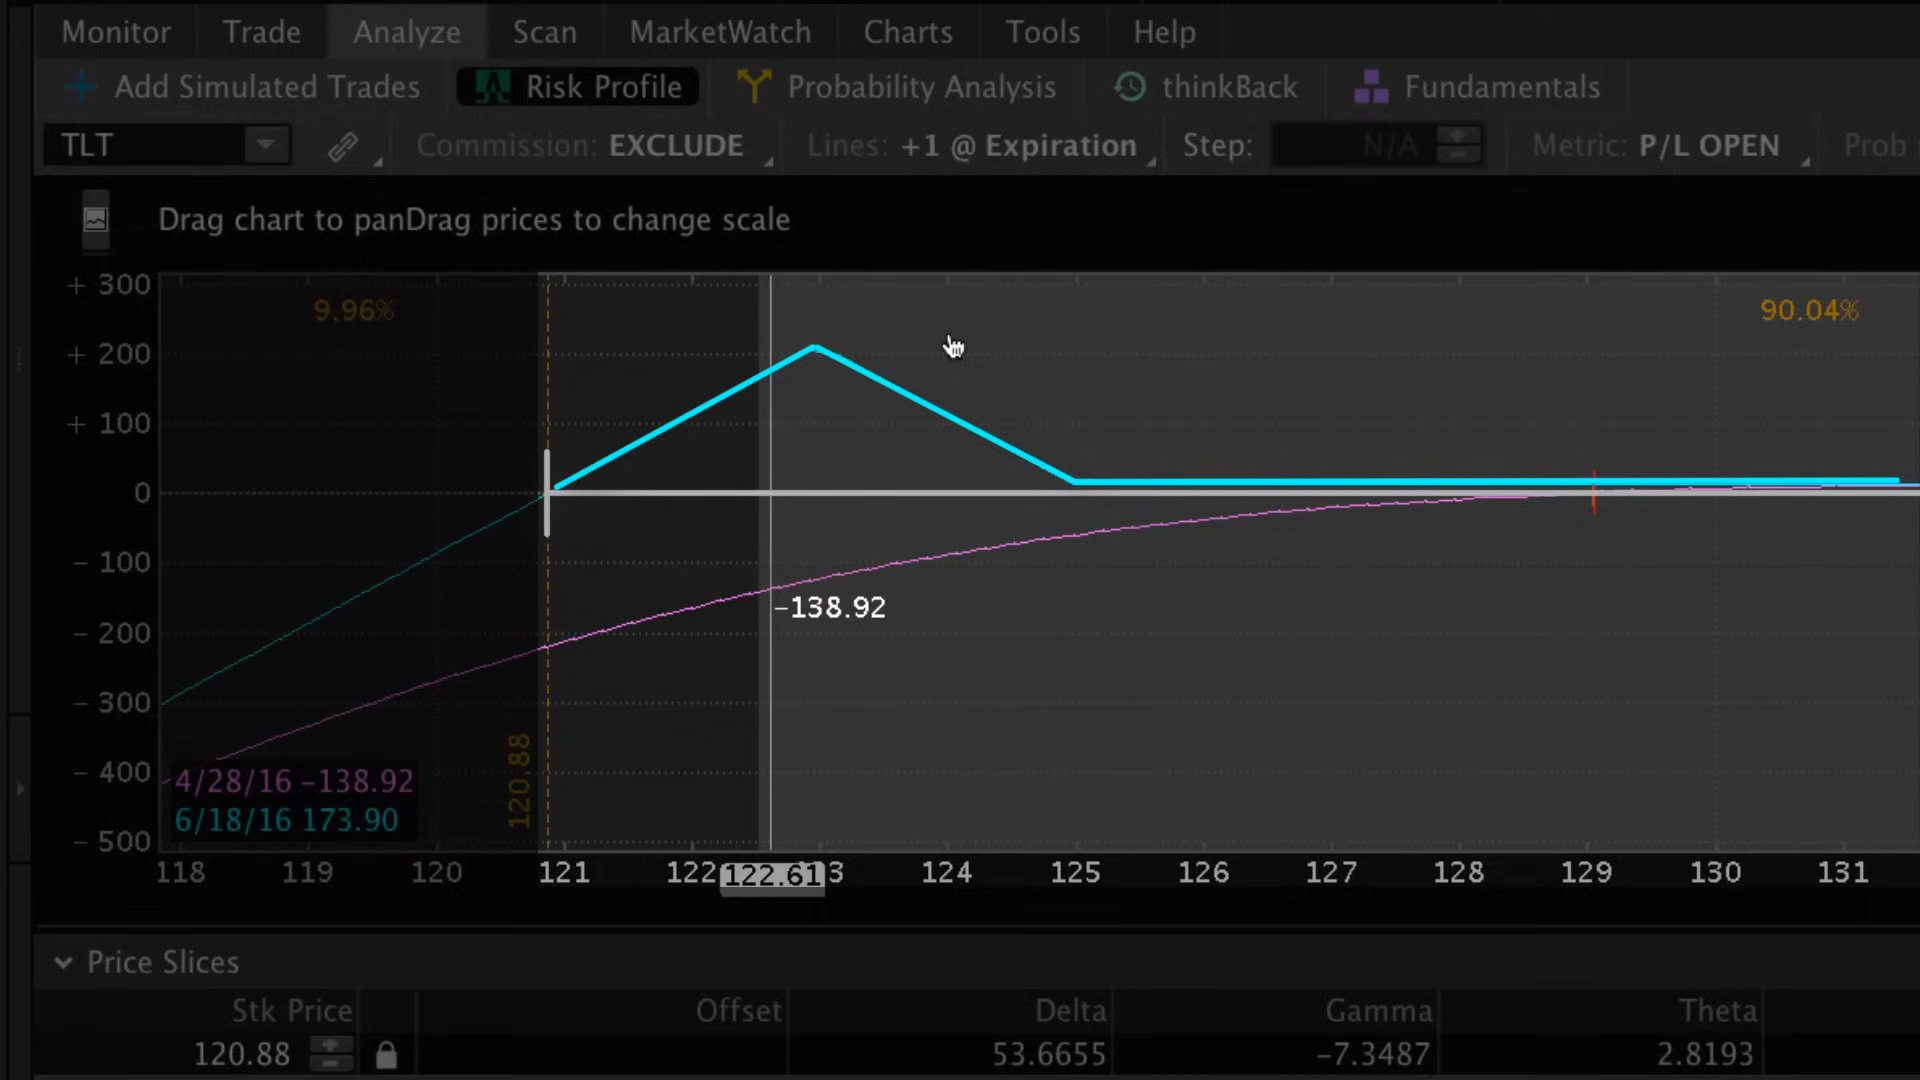 Monitor Trade Analyze Scan MarketWatch Charts Tools Help
Add Simulated Trades Risk Profile Probability Analysis thinkBack Fundamentals
TLT Commission: EXCLUDE Lines: +1 @ Expiration Step: N/A Metric: P/L OPEN Prob
Drag chart to panDrag prices to change scale
+ 300
9.96% 90.04%
+ 200
+ 100
0
- 100
-138.92
- 200
- 300
- 400
4/28/16 -138.92
6/18/16 173.90
120.88
- 500
118 119 120 121 122 122.61 3 124 125 126 127 128 129 130 131
Price Slices
Stk Price Offset Delta Gamma Theta
120.88 53.6655 -7.3487 2.8193